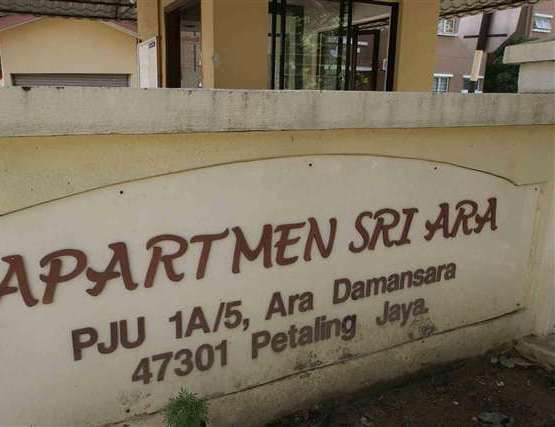 APARTMEN SRI ARA
PJU 1A/5, Ara Damansara
47301 Petaling Jaya.